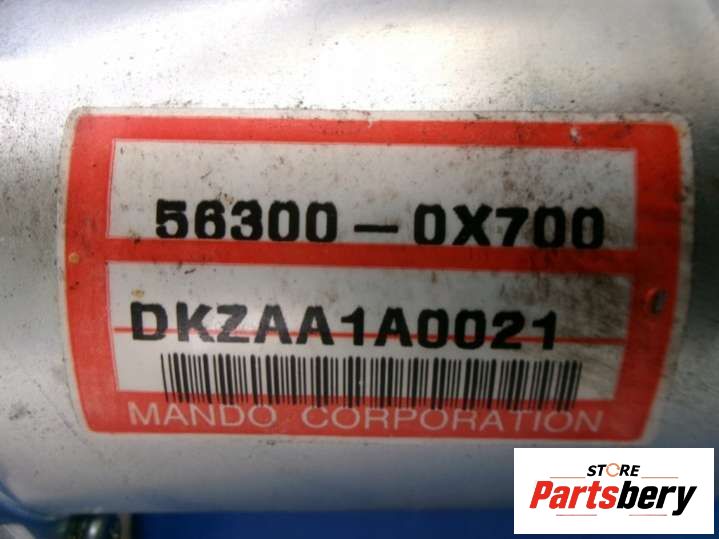 56300-0X700
DKZAA1A0021
MANDO CORPORATION
STORE
Partsbery